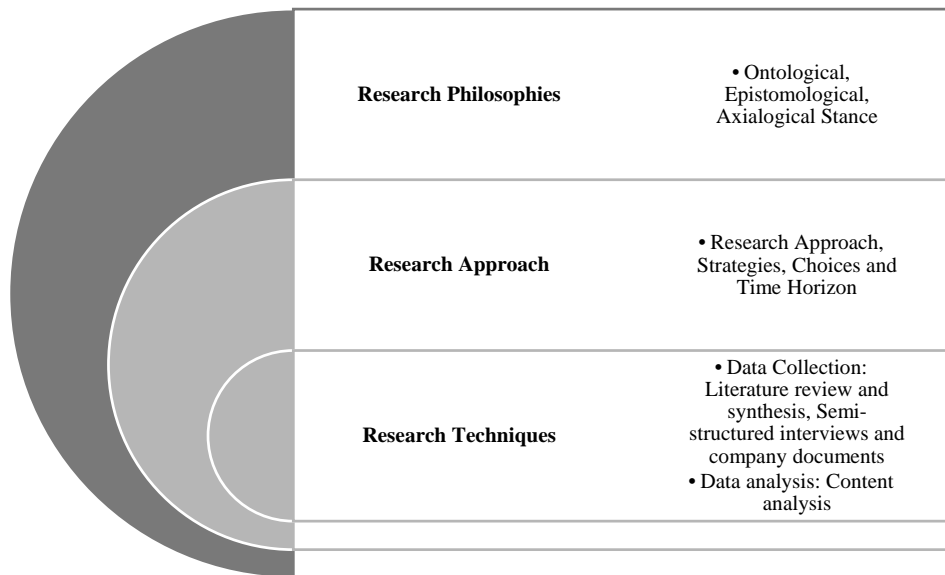 Research Philosophies
• Ontological,
Epistomological,
Axialogical Stance
Research Approach
• Research Approach,
Strategies, Choices and
Time Horizon
Research Techniques
• Data Collection:
Literature review and
synthesis, Semi-
structured interviews and
company documents
• Data analysis: Content
analysis